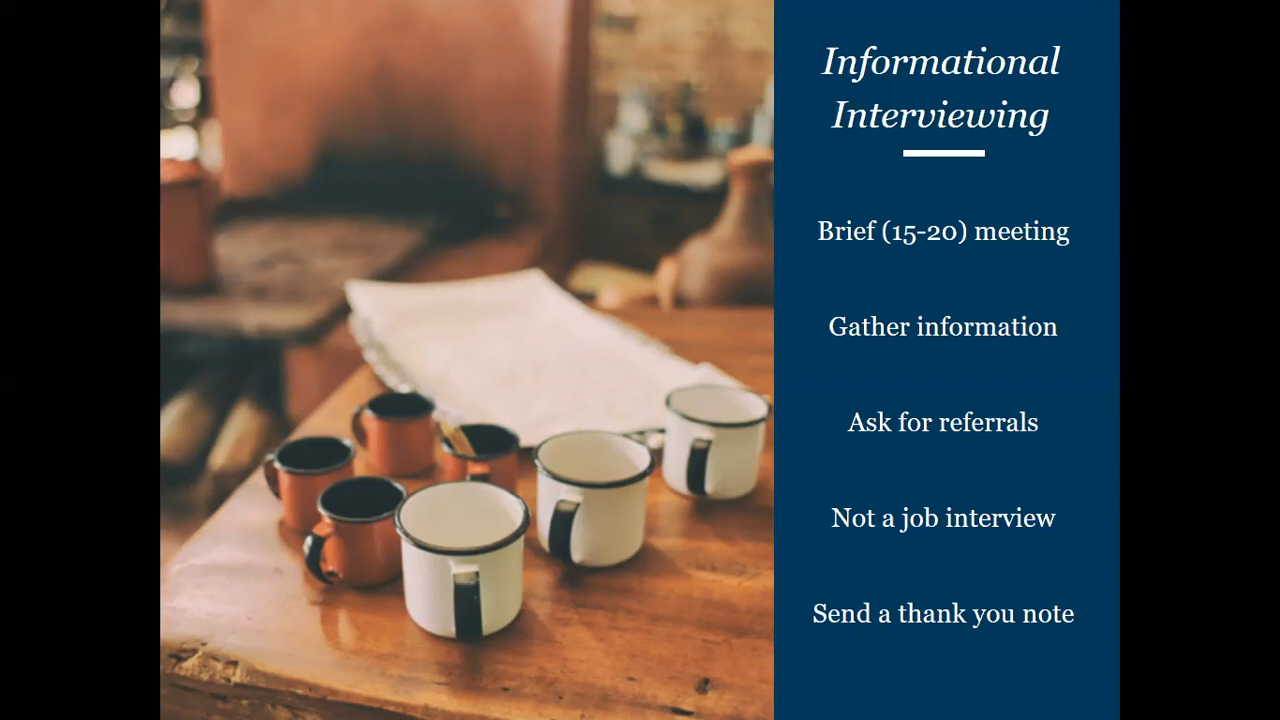 Informational
Interviewing
Brief (15-20) meeting
Gather information
Ask for referrals
Not a job interview
Send a thank you note